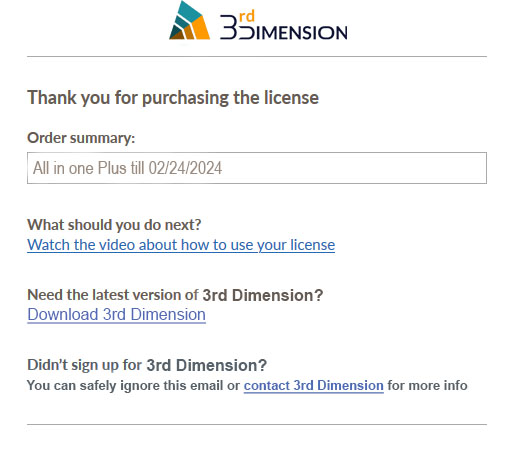 3rd DIMENSION
Thank you for purchasing the license
Order summary:
All in one Plus till 02/24/2024
What should you do next?
Watch the video about how to use your license
Need the latest version of 3rd Dimension?
Download 3rd Dimension
Didn't sign up for 3rd Dimension?
You can safely ignore this email or contact 3rd Dimension for more info